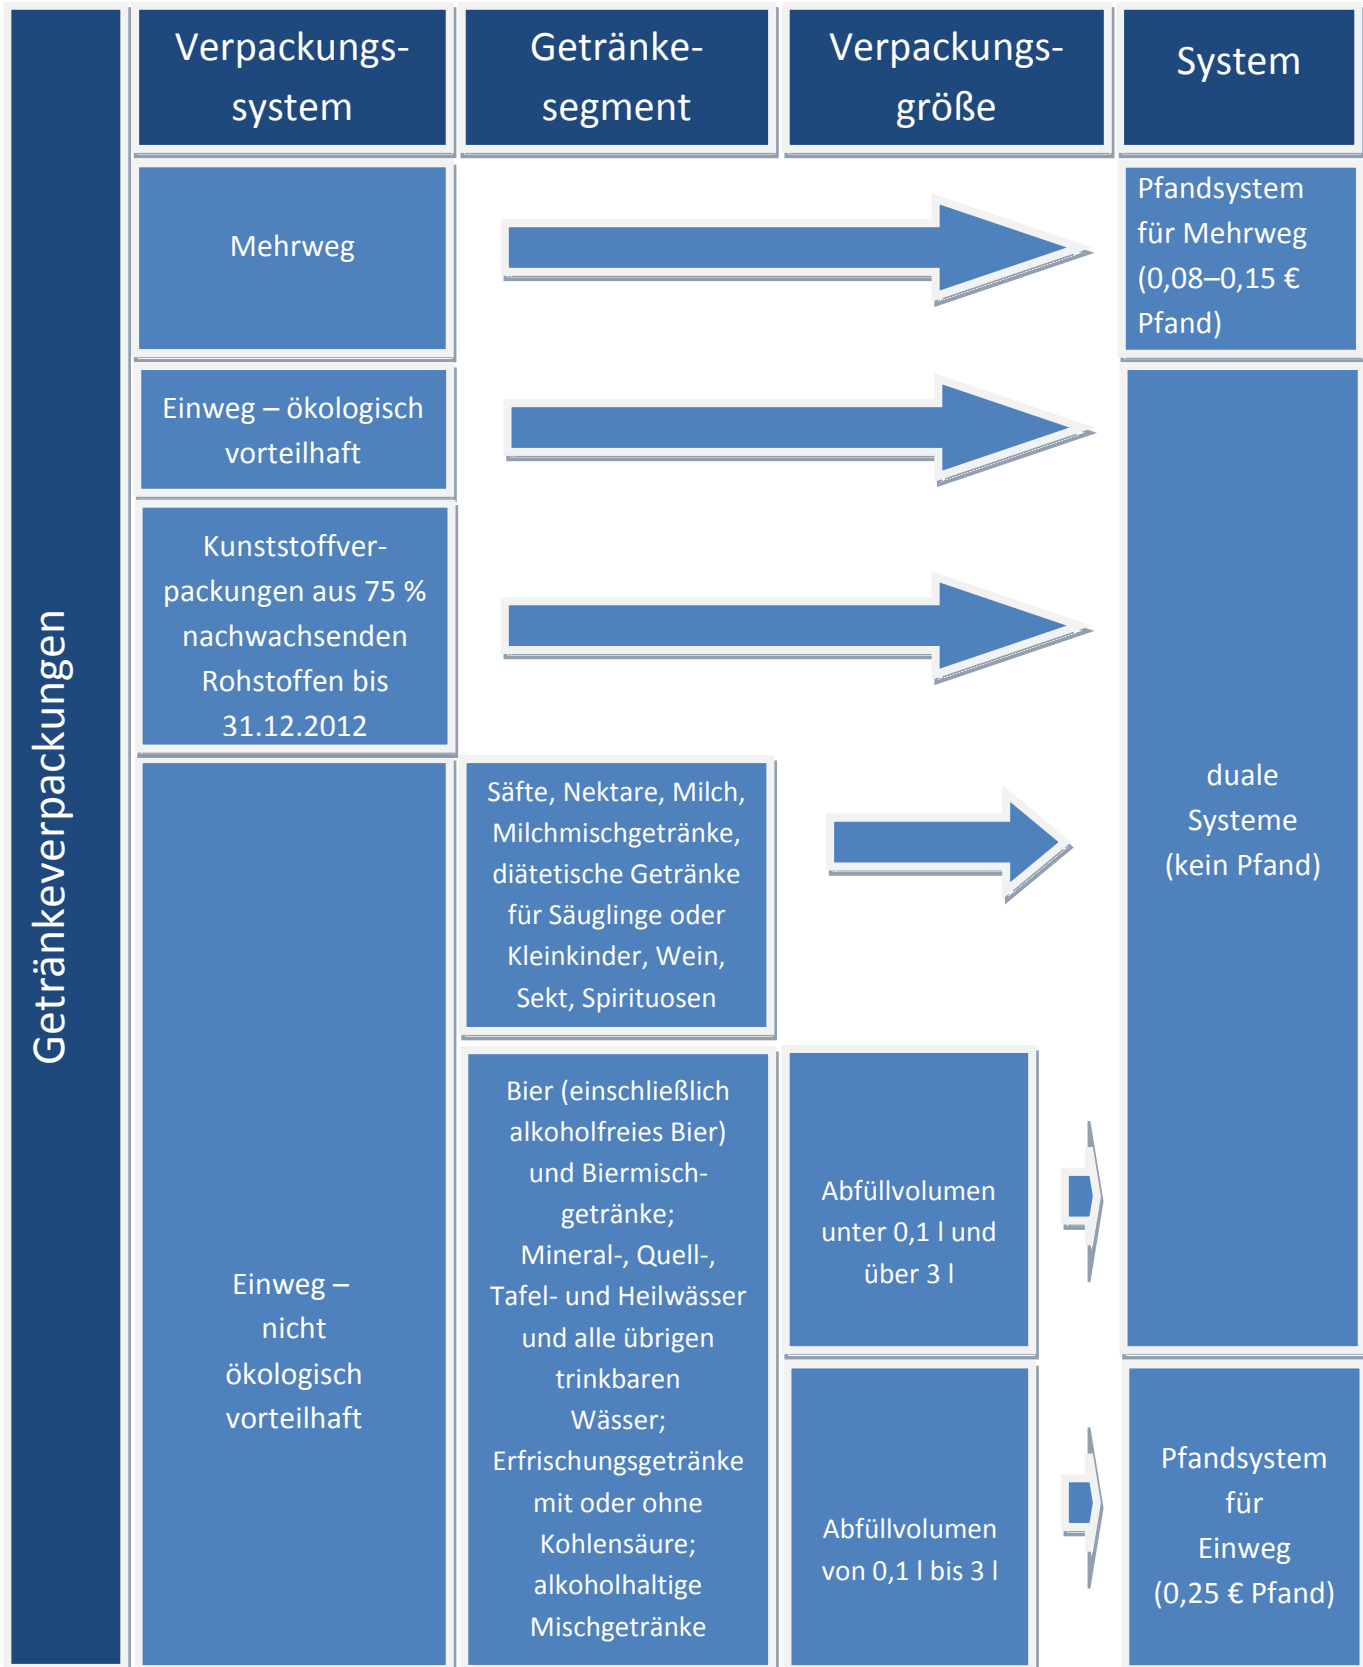 Getränkeverpackungen
Verpackungs-
system
Getränke-
segment
Verpackungs-
größe
System
Mehrweg
Pfandsystem
für Mehrweg
(0,08–0,15 €
Pfand)
Einweg – ökologisch
vorteilhaft
Kunststoffver-
packungen aus 75 %
nachwachsenden
Rohstoffen bis
31.12.2012
duale
Systeme
(kein Pfand)
Einweg –
nicht
ökologisch
vorteilhaft
Säfte, Nektare, Milch,
Milchmischgetränke,
diätetische Getränke
für Säuglinge oder
Kleinkinder, Wein,
Sekt, Spirituosen
Bier (einschließlich
alkoholfreies Bier)
und Biermisch-
getränke;
Mineral-, Quell-,
Tafel- und Heilwässer
und alle übrigen
trinkbaren
Wässer;
Erfrischungsgetränke
mit oder ohne
Kohlensäure;
alkoholhaltige
Mischgetränke
Abfüllvolumen
unter 0,1 l und
über 3 l
Abfüllvolumen
von 0,1 l bis 3 l
Pfandsystem
für
Einweg
(0,25 € Pfand)